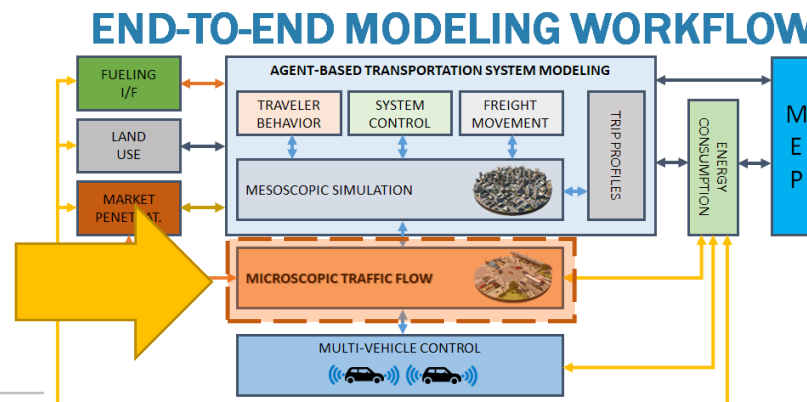 END-TO-END MODELING WORKFLOW
FUELING
I/F
LAND
USE
MARKET
PENETRAT.
AGENT-BASED TRANSPORTATION SYSTEM MODELING
TRAVELER
BEHAVIOR
SYSTEM
CONTROL
FREIGHT
MOVEMENT
TRIP PROFILES
MESOSCOPIC SIMULATION
ENERGY
CONSUMPTION
M
E
P
MICROSCOPIC TRAFFIC FLOW
MULTI-VEHICLE CONTROL